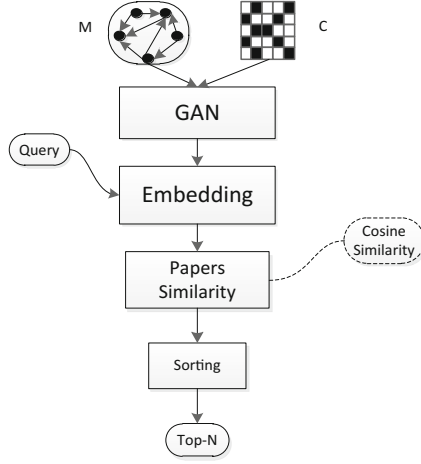 M
C
GAN
Query
Embedding
Cosine
Similarity
Papers
Similarity
Sorting
Top-N